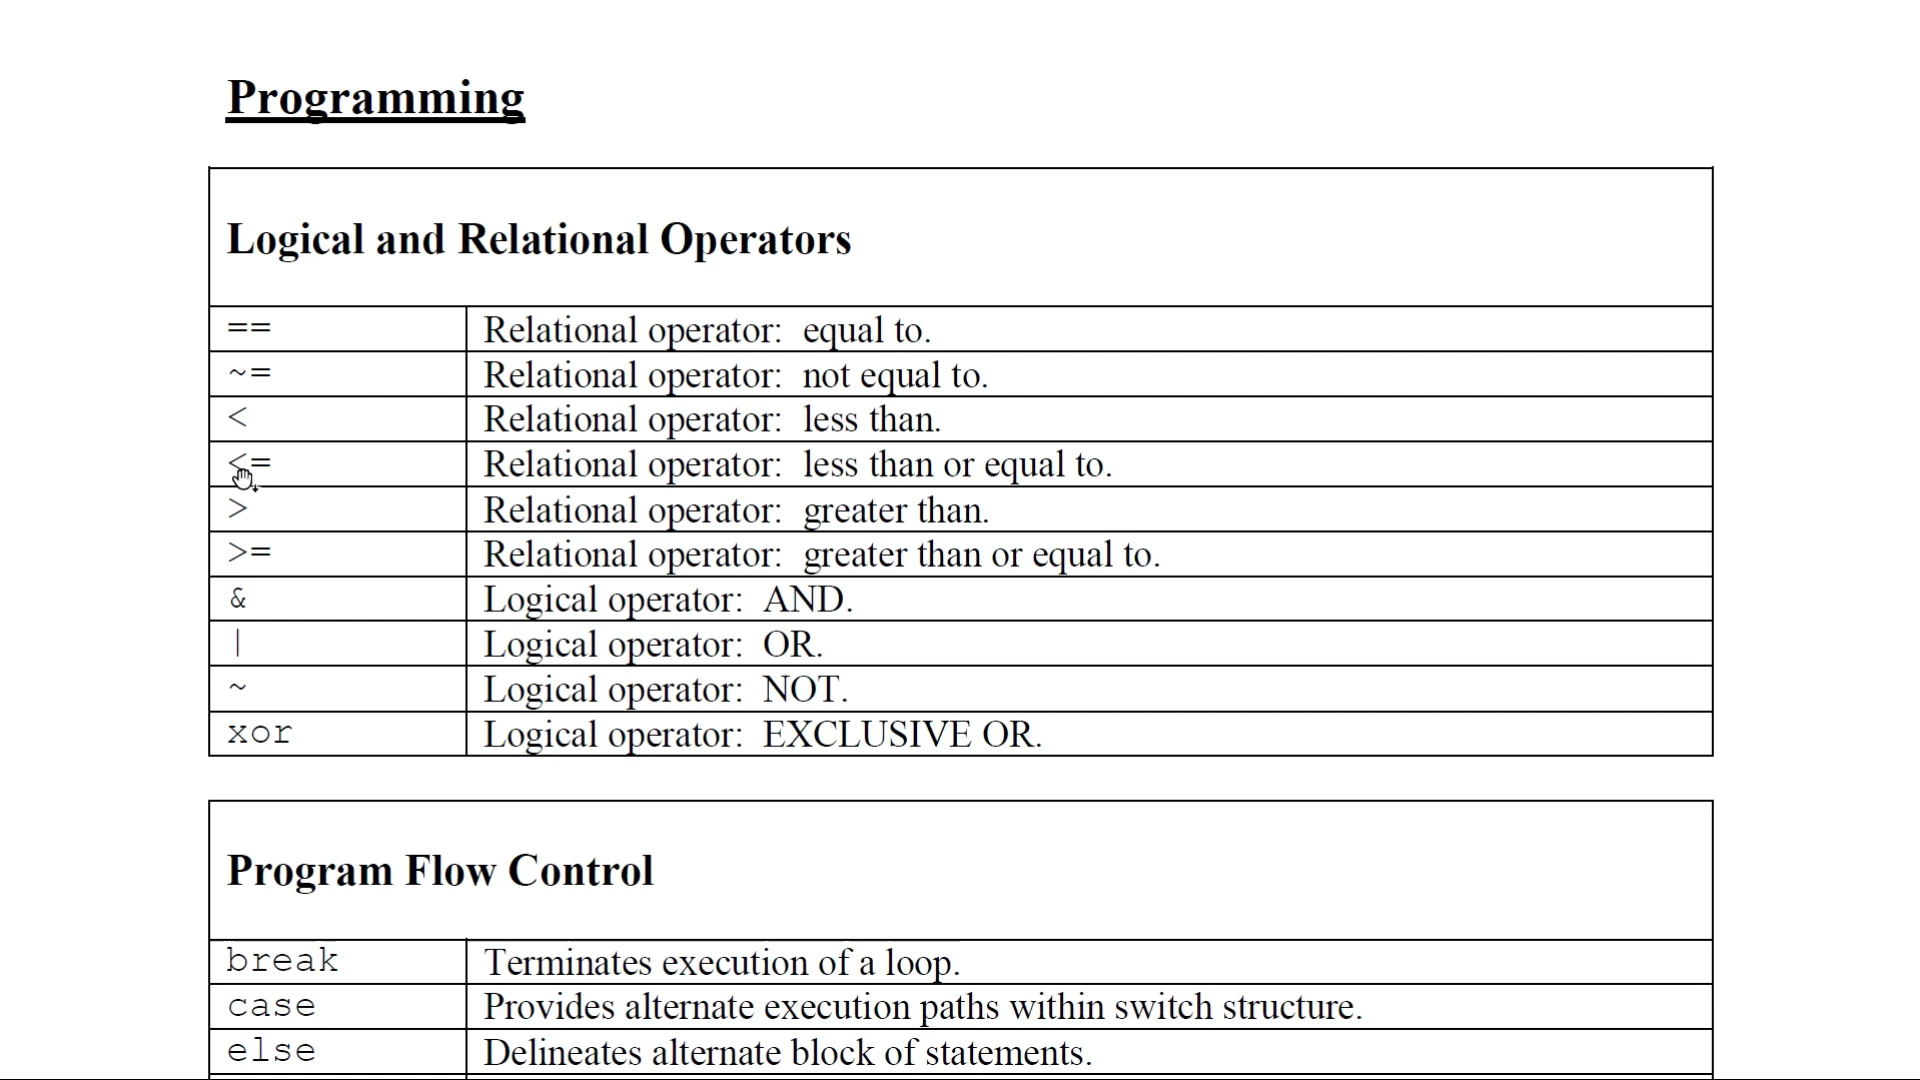 Programming
Logical and Relational Operators
== Relational operator: equal to.
~= Relational operator: not equal to.
< Relational operator: less than.
<= Relational operator: less than or equal to.
> Relational operator: greater than.
>= Relational operator: greater than or equal to.
& Logical operator: AND.
| Logical operator: OR.
~ Logical operator: NOT.
xor Logical operator: EXCLUSIVE OR.
Program Flow Control
break Terminates execution of a loop.
case Provides alternate execution paths within switch structure.
else Delineates alternate block of statements.